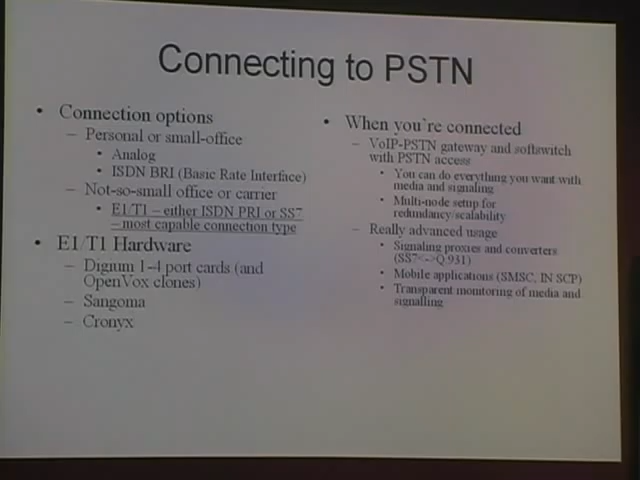 Connecting to PSTN
• Connection options
– Personal or small-office
• Analog
• ISDN BRI (Basic Rate Interface)
– Not-so-small office or carrier
• E1/T1 – either ISDN PRI or SS7
– most capable connection type
• E1/T1 Hardware
– Digium 1-4 port cards (and
OpenVox clones)
– Sangoma
– Cronyx
• When you're connected
– VoIP-PSTN gateway and softswitch
with PSTN access
• You can do everything you want with
media and signaling
• Multi-node setup for
redundancy/scalability
– Really advanced usage
• Signaling proxies and converters
(SS7<->Q.931)
• Mobile applications (SMSC, IN SCP)
• Transparent monitoring of media and
signalling